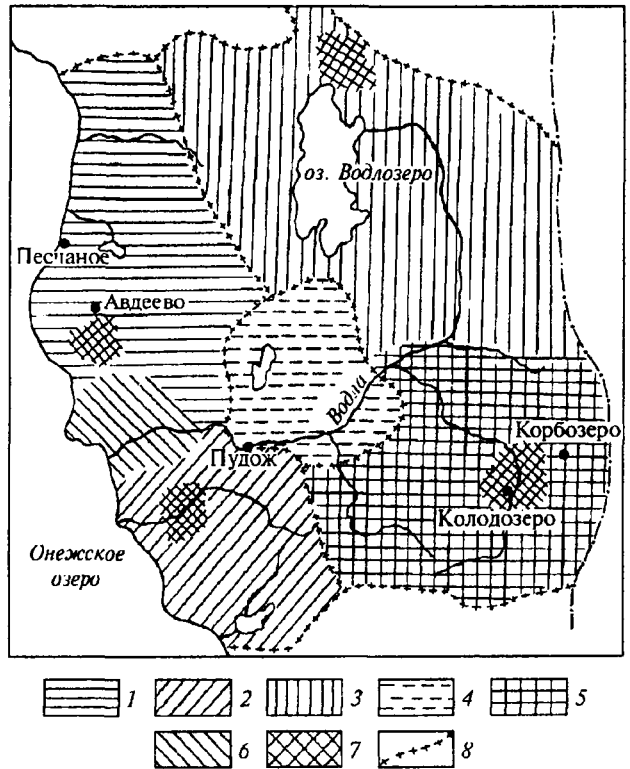 оз. Водлозеро
Песчаное
Авдеево
Водла
Корбозеро
Пудож
Колодозеро
Онежское
озеро
1 2 3 4 5
6 7 8